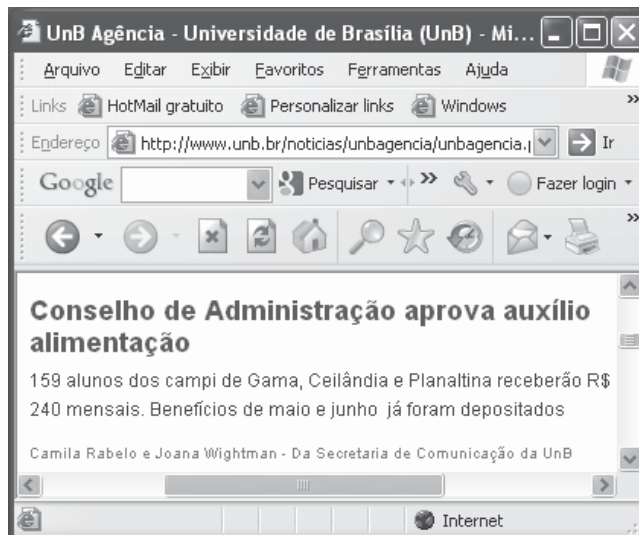 UnB Agência - Universidade de Brasília (UnB) - Mi...
Arquivo Editar Exibir Favoritos Ferramentas Ajuda
Links HotMail gratuito Personalizar links Windows »
Endereço http://www.unb.br/noticias/unbagencia/unbagencia.p Ir
Google Pesquisar » Fazer login
»
Conselho de Administração aprova auxílio
alimentação
159 alunos dos campi de Gama, Ceilândia e Planaltina receberão R$
240 mensais. Benefícios de maio e junho já foram depositados
Camila Rabelo e Joana Wightman - Da Secretaria de Comunicação da UnB
Internet